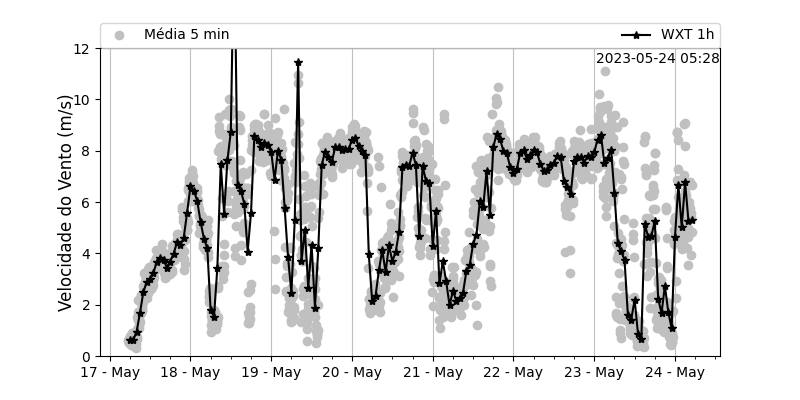 Média 5 min WXT 1h
2023-05-24 05:28
Velocidade do Vento (m/s)
12
10
8
6
4
2
0
17 - May 18 - May 19 - May 20 - May 21 - May 22 - May 23 - May 24 - May